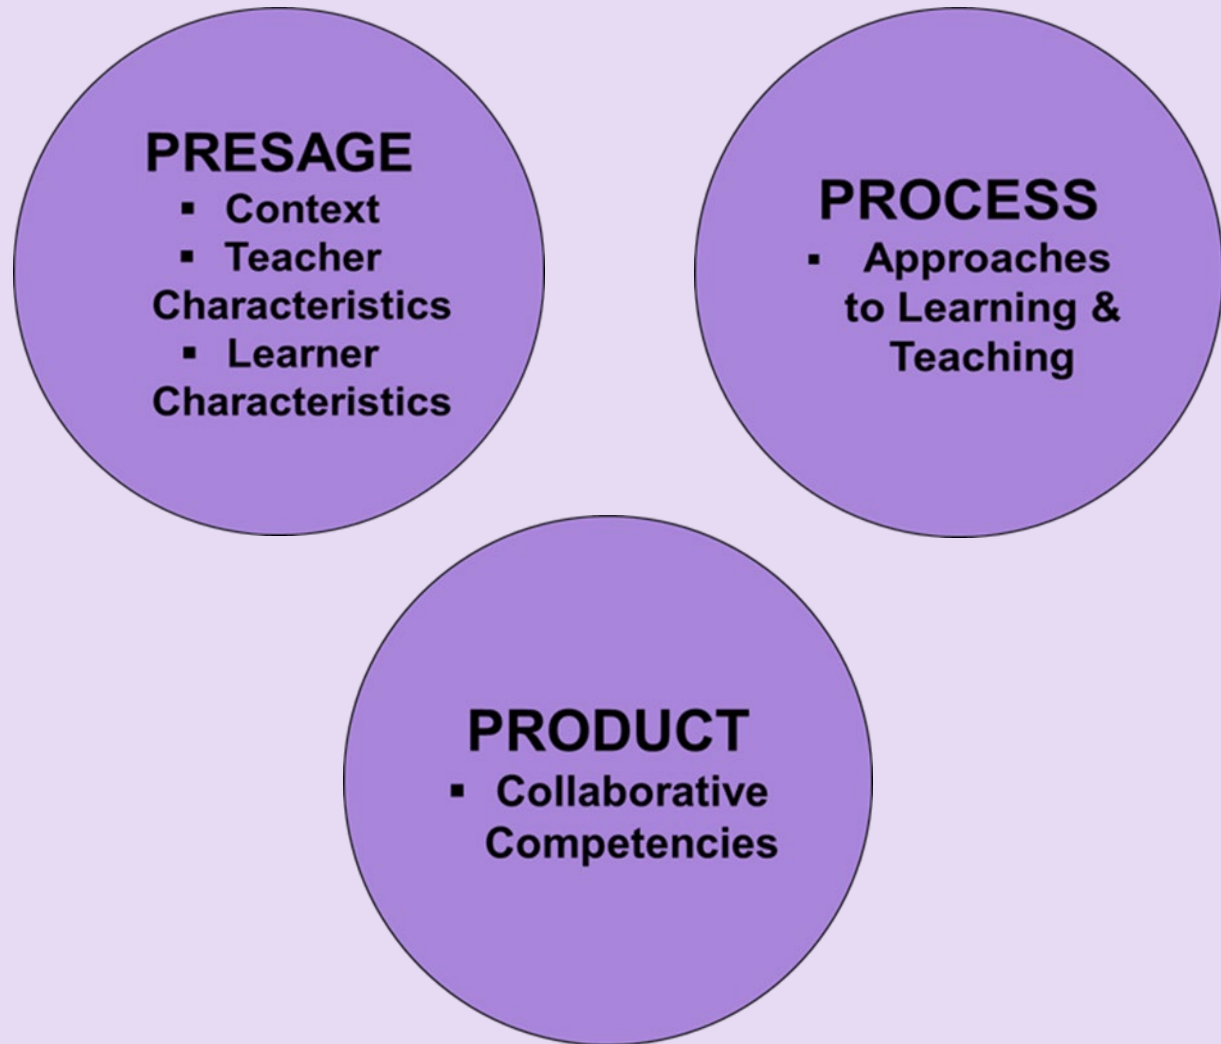 PRESAGE
▪ Context
▪ Teacher
Characteristics
▪ Learner
Characteristics
PROCESS
▪ Approaches
to Learning &
Teaching
PRODUCT
▪ Collaborative
Competencies